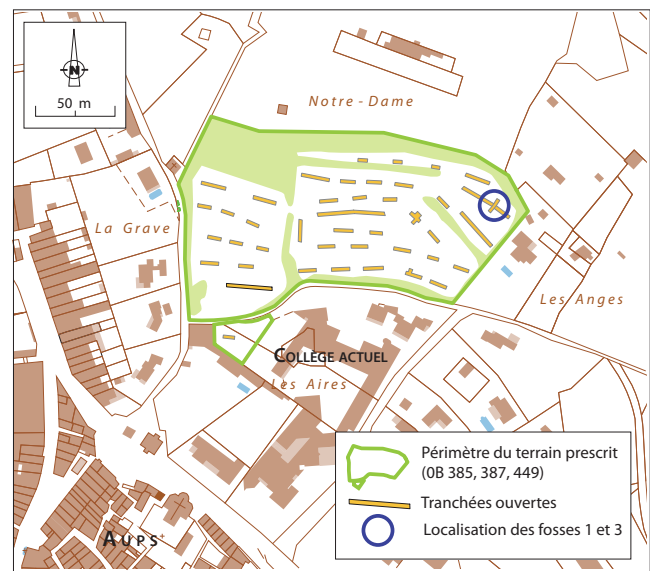 N
50 m
Notre-Dame
La Grave
Les Anges
COLLÈGE ACTUEL
Les Aires
AUPS
Périmètre du terrain prescrit
(0B 385, 387, 449)
Tranchées ouvertes
Localisation des fosses 1 et 3